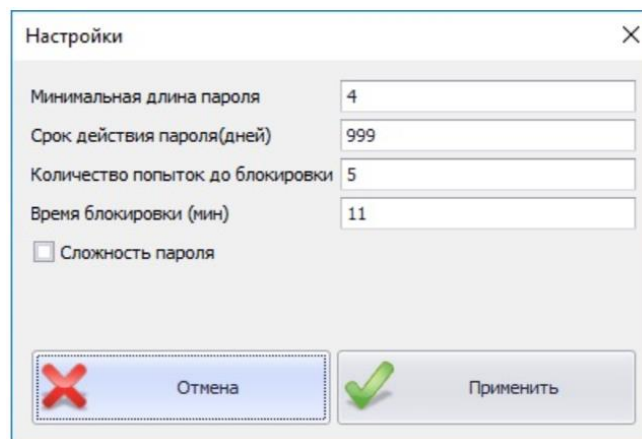 Настройки
Минимальная длина пароля 4
Срок действия пароля(дней) 999
Количество попыток до блокировки 5
Время блокировки (мин) 11
Сложность пароля
Отмена Применить